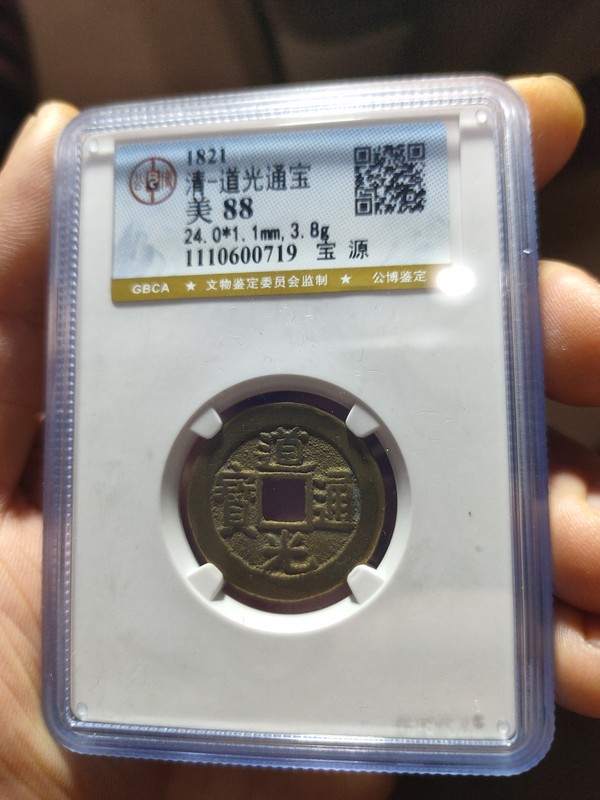 1821
清-道光通宝
美 88
24.0*1.1mm, 3.8g
1110600719 宝 源
GBCA ★ 文物鉴定委员会监制 ★ 公博鉴定
道光通寶